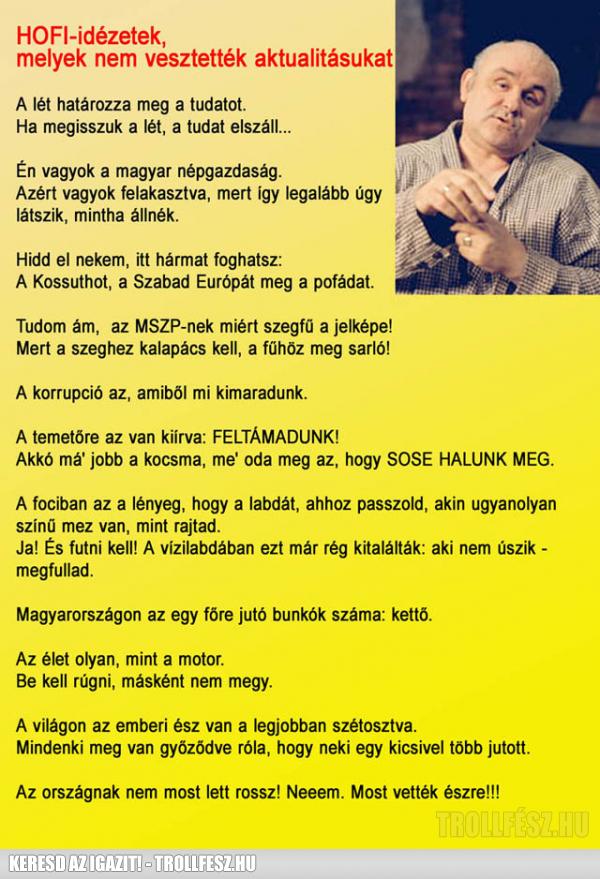 HOFI-idézetek,
melyek nem vesztették aktualitásukat
A lét határozza meg a tudatot.
Ha megisszuk a lét, a tudat elszáll...
Én vagyok a magyar népgazdaság.
Azért vagyok felakasztva, mert így legalább úgy
látszik, mintha állnék.
Hidd el nekem, itt hármat foghatsz:
A Kossuthot, a Szabad Európát meg a pofádat.
Tudom ám, az MSZP-nek miért szegfű a jelképe!
Mert a szeghez kalapács kell, a fűhöz meg sarló!
A korrupció az, amiből mi kimaradunk.
A temetőre az van kiírva: FELTÁMADUNK!
Akkó má' jobb a kocsma, me' oda meg az, hogy SOSE HALUNK MEG.
A fociban az a lényeg, hogy a labdát, ahhoz passzold, akin ugyanolyan
színű mez van, mint rajtad.
Ja! És futni kell! A vízilabdában ezt már rég kitalálták: aki nem úszik -
megfullad.
Magyarországon az egy főre jutó bunkók száma: kettő.
Az élet olyan, mint a motor.
Be kell rúgni, másként nem megy.
A világon az emberi ész van a legjobban szétosztva.
Mindenki meg van győződve róla, hogy neki egy kicsivel több jutott.
Az országnak nem most lett rossz! Neeem. Most vették észre!!!
TROLLFÉSZ.HU
KERESD AZ IGAZIT! - TROLLFESZ.HU